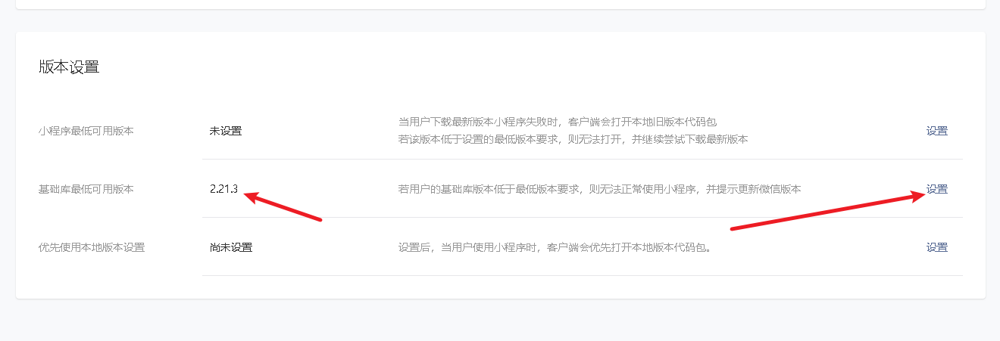 版本设置
小程序最低可用版本
未设置
当用户下载最新版本小程序失败时，客户端会打开本地旧版本代码包
若该版本低于设置的最低版本要求，则无法打开，并继续尝试下载最新版本
设置
基础库最低可用版本
2.21.3
若用户的基础库版本低于最低版本要求，则无法正常使用小程序，并提示更新微信版本
设置
优先使用本地版本设置
尚未设置
设置后，当用户使用小程序时，客户端会优先打开本地版本代码包。
设置